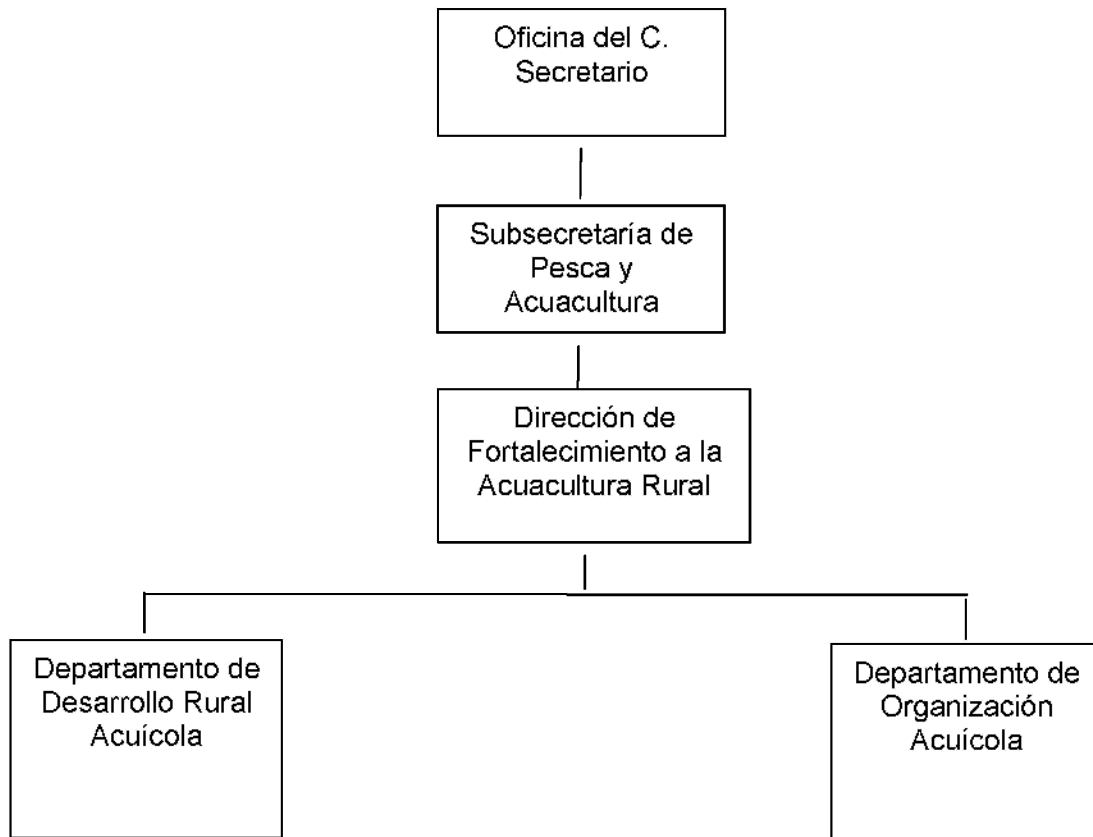 Oficina del C.
Secretario
Subsecretaría de
Pesca y
Acuacultura
Dirección de
Fortalecimiento a la
Acuacultura Rural
Departamento de
Desarrollo Rural
Acuícola
Departamento de
Organización
Acuícola